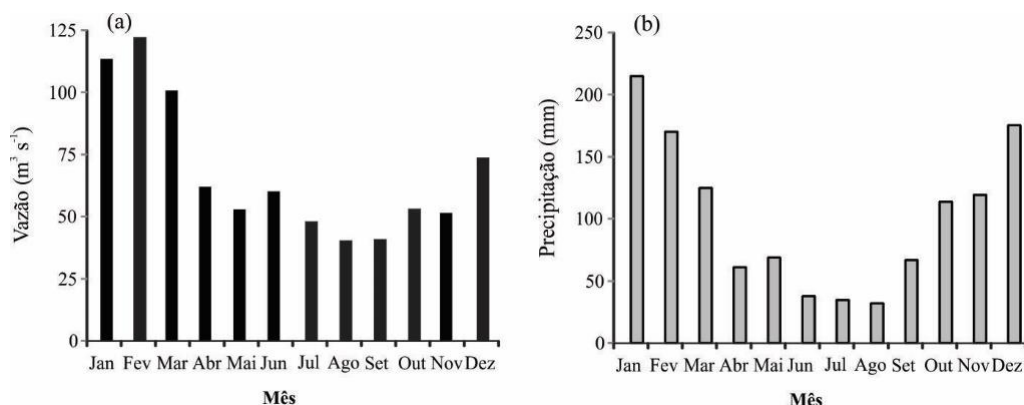 (a)
Vazão (m³ s⁻¹)
125
100
75
50
25
0
Jan Fev Mar Abr Mai Jun Jul Ago Set Out Nov Dez
Mês
(b)
Precipitação (mm)
250
200
150
100
50
0
Jan Fev Mar Abr Mai Jun Jul Ago Set Out Nov Dez
Mês